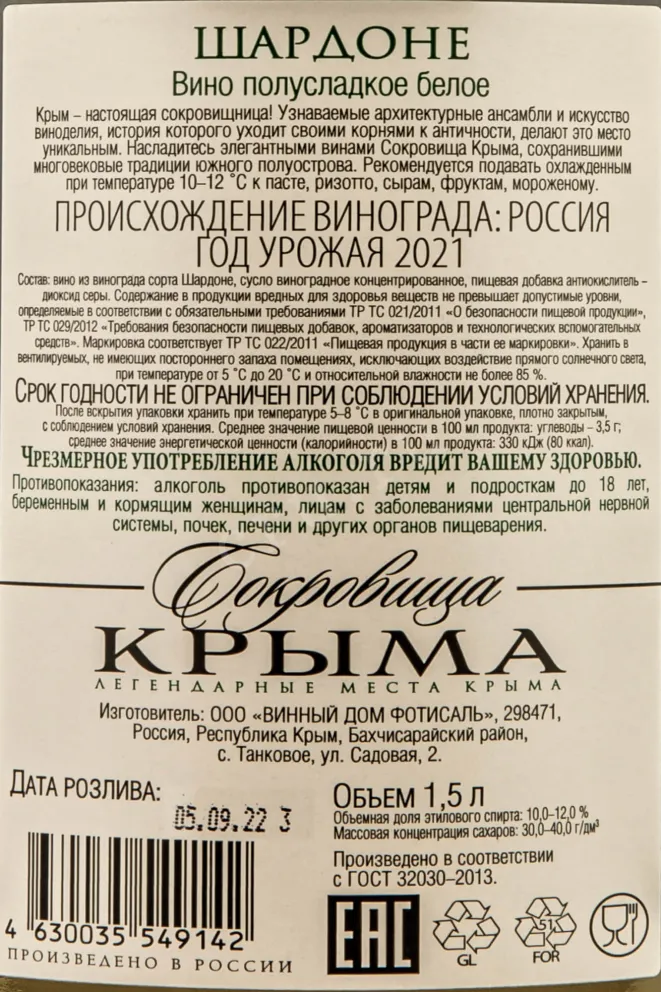 ШАРДОНЕ
Вино полусладкое белое
Крым – настоящая сокровищница! Узнаваемые архитектурные ансамбли и искусство
виноделия, история которого уходит своими корнями к античности, делают это место
уникальным. Насладитесь элегантными винами Сокровища Крыма, сохранившими
многовековые традиции южного полуострова. Рекомендуется подавать охлажденным
при температуре 10–12 °С к пасте, ризотто, сырам, фруктам, мороженому.
ПРОИСХОЖДЕНИЕ ВИНОГРАДА: РОССИЯ
ГОД УРОЖАЯ 2021
Состав: вино из винограда сорта Шардоне, сусло виноградное концентрированное, пищевая добавка антиокислитель –
диоксид серы. Содержание в продукции вредных для здоровья веществ не превышает допустимые уровни,
определяемые в соответствии с обязательными требованиями ТР ТС 021/2011 «О безопасности пищевой продукции»,
ТР ТС 029/2012 «Требования безопасности пищевых добавок, ароматизаторов и технологических вспомогательных
средств». Маркировка соответствует ТР ТС 022/2011 «Пищевая продукция в части ее маркировки». Хранить в
вентилируемых, не имеющих постороннего запаха помещениях, исключающих воздействие прямого солнечного света,
при температуре от 5 °С до 20 °С и относительной влажности не более 85 %.
СРОК ГОДНОСТИ НЕ ОГРАНИЧЕН ПРИ СОБЛЮДЕНИИ УСЛОВИЙ ХРАНЕНИЯ.
После вскрытия упаковки хранить при температуре 5–8 °С в оригинальной упаковке, плотно закрытым,
с соблюдением условий хранения. Среднее значение пищевой ценности в 100 мл продукта: углеводы – 3,5 г;
среднее значение энергетической ценности (калорийности) в 100 мл продукта: 330 кДж (80 ккал).
ЧРЕЗМЕРНОЕ УПОТРЕБЛЕНИЕ АЛКОГОЛЯ ВРЕДИТ ВАШЕМУ ЗДОРОВЬЮ.
Противопоказания: алкоголь противопоказан детям и подросткам до 18 лет,
беременным и кормящим женщинам, лицам с заболеваниями центральной нервной
системы, почек, печени и других органов пищеварения.
Сокровища
КРЫМА
ЛЕГЕНДАРНЫЕ МЕСТА КРЫМА
Изготовитель: ООО «ВИННЫЙ ДОМ ФОТИСАЛЬ», 298471,
Россия, Республика Крым, Бахчисарайский район,
с. Танковое, ул. Садовая, 2.
ДАТА РОЗЛИВА:
05.09.22 3
ОБЪЕМ 1,5 Л
Объемная доля этилового спирта: 10,0–12,0 %
Массовая концентрация сахаров: 30,0–40,0 г/дм³
Произведено в соответствии
с ГОСТ 32030–2013.
4 630035 549142
ПРОИЗВЕДЕНО В РОССИИ
EAC
GL
51
FOR